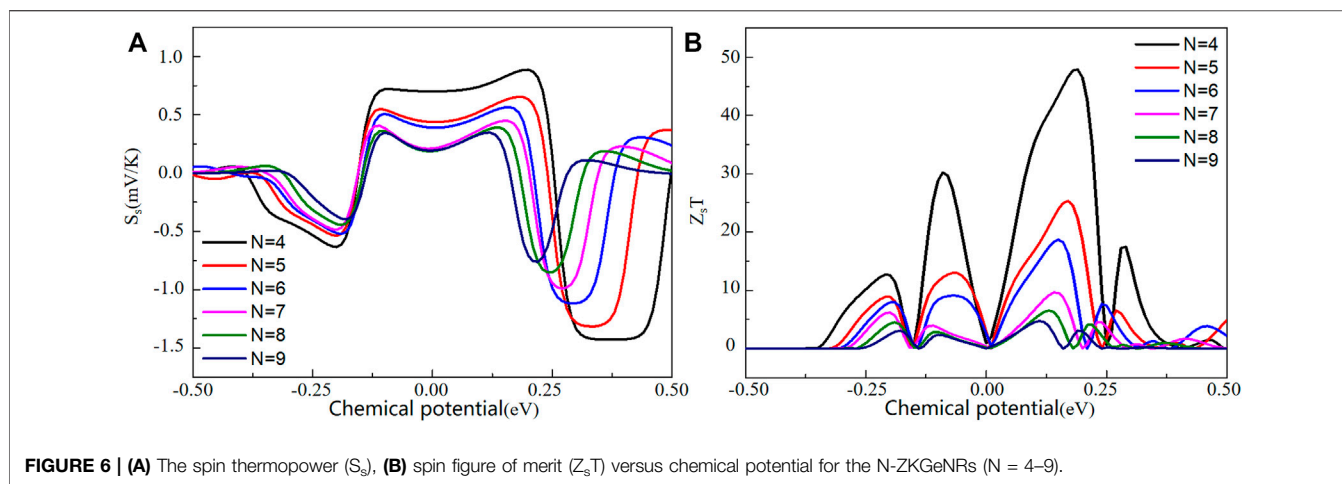 A
1.0
0.5
0.0
-0.5
-1.0
-1.5
Sₛ(mV/K)
N=4
N=5
N=6
N=7
N=8
N=9
-0.50
-0.25
0.00
0.25
0.50
Chemical potential(eV)
B
50
40
30
20
10
0
ZₛT
N=4
N=5
N=6
N=7
N=8
N=9
-0.50
-0.25
0.00
0.25
0.50
Chemical potential(eV)
FIGURE 6 | (A) The spin thermopower (Sₛ), (B) spin figure of merit (ZₛT) versus chemical potential for the N-ZKGeNRs (N = 4–9).